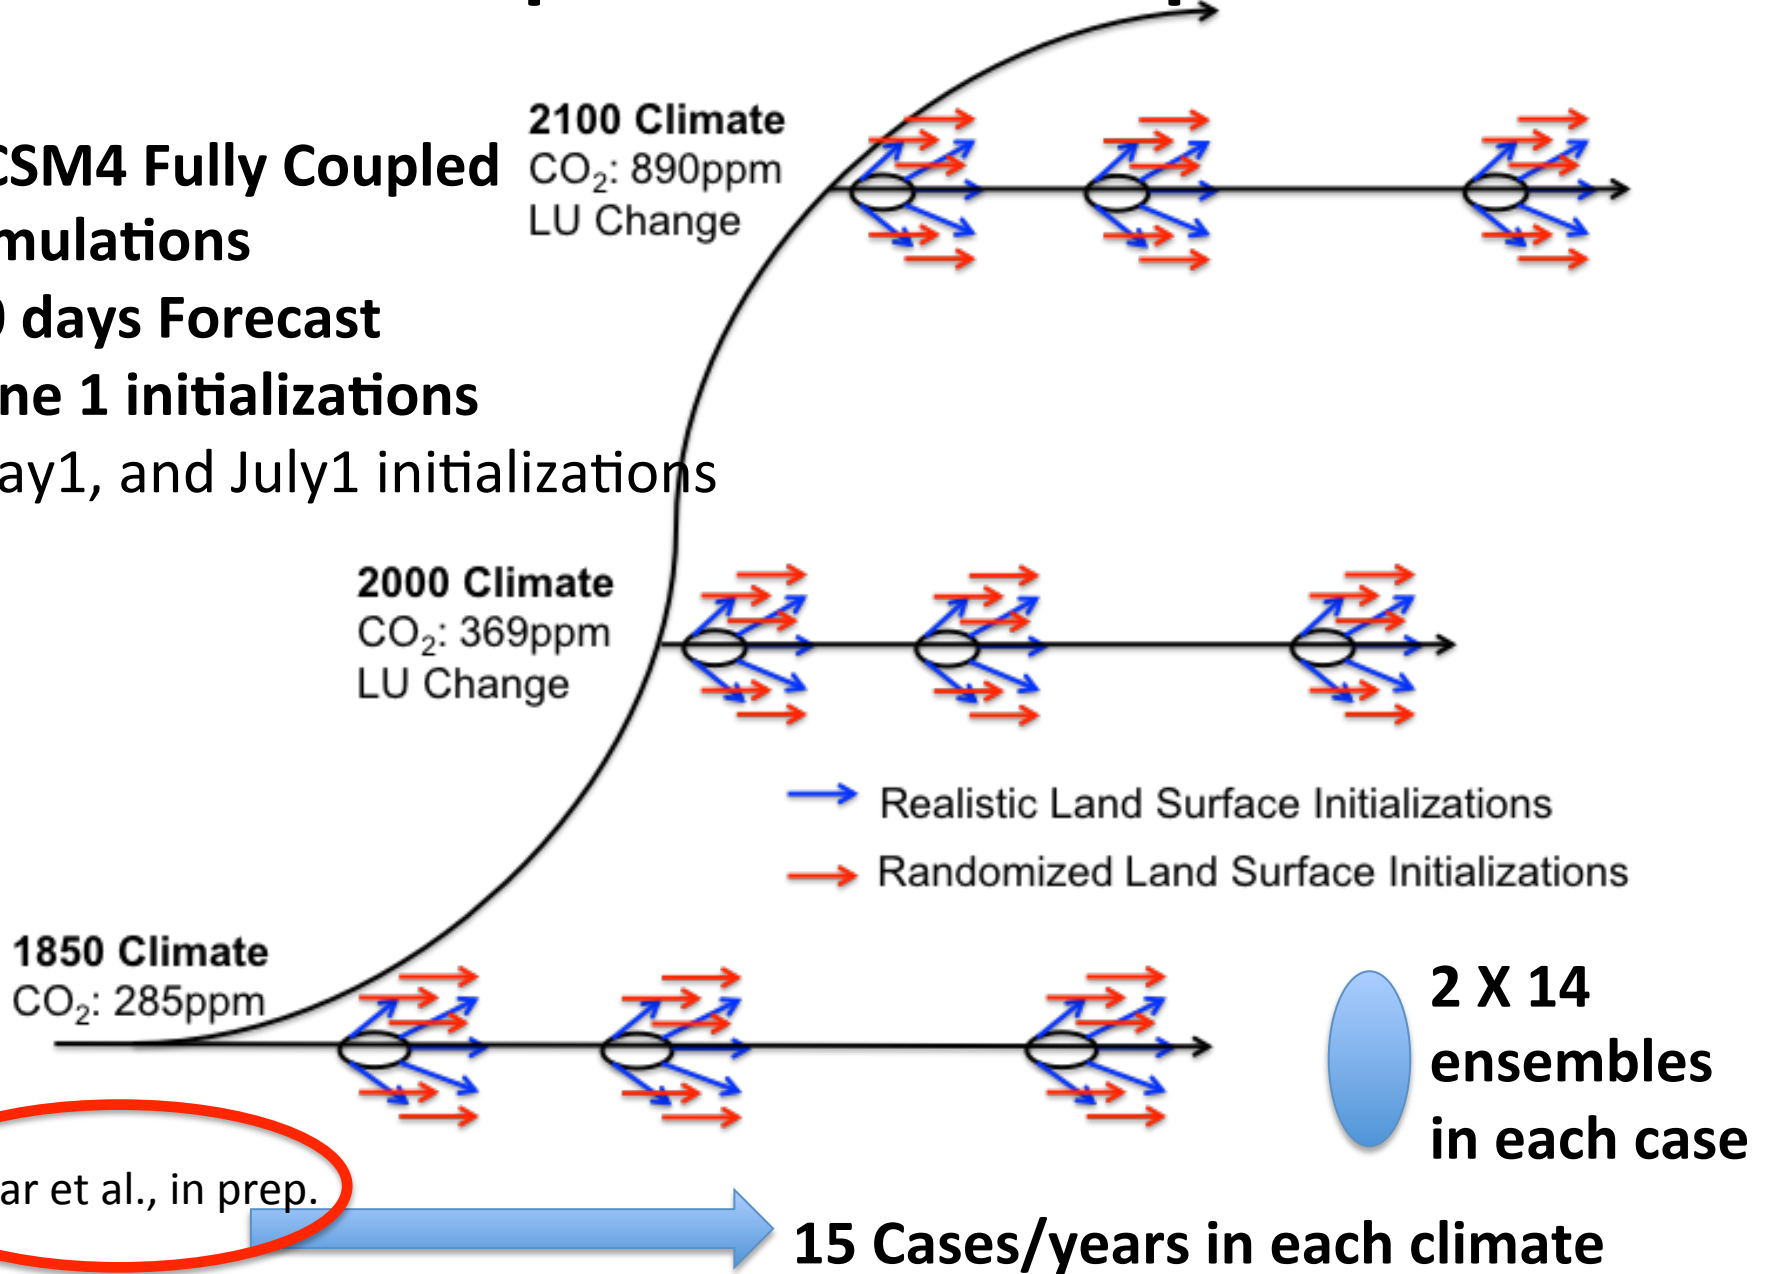 CSM4 Fully Coupled
mulations
0 days Forecast
ne 1 initializations
ay1, and July1 initializations
2100 Climate
CO₂: 890ppm
LU Change
2000 Climate
CO₂: 369ppm
LU Change
Realistic Land Surface Initializations
Randomized Land Surface Initializations
1850 Climate
CO₂: 285ppm
2 X 14
ensembles
in each case
ar et al., in prep.
15 Cases/years in each climate